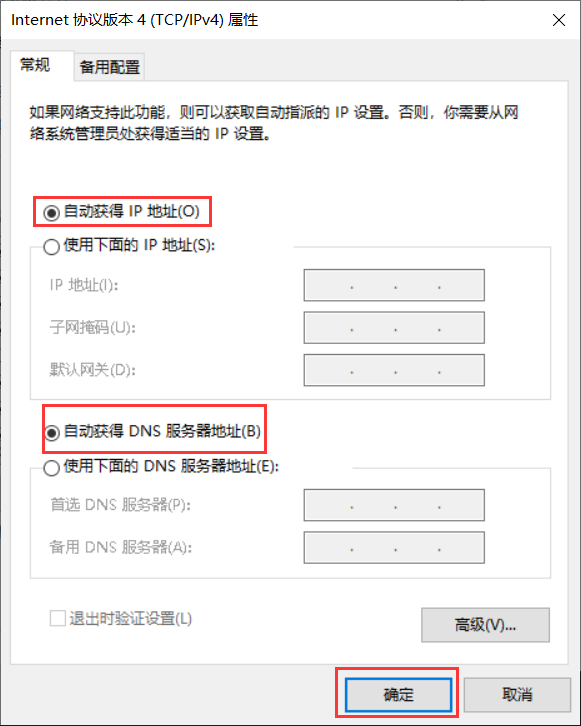 Internet 协议版本 4 (TCP/IPv4) 属性
常规
备用配置
如果网络支持此功能，则可以获取自动指派的 IP 设置。否则，你需要从网
络系统管理员处获得适当的 IP 设置。
自动获得 IP 地址(O)
使用下面的 IP 地址(S):
IP 地址(I):
子网掩码(U):
默认网关(D):
自动获得 DNS 服务器地址(B)
使用下面的 DNS 服务器地址(E):
首选 DNS 服务器(P):
备用 DNS 服务器(A):
退出时验证设置(L)
高级(V)...
确定
取消